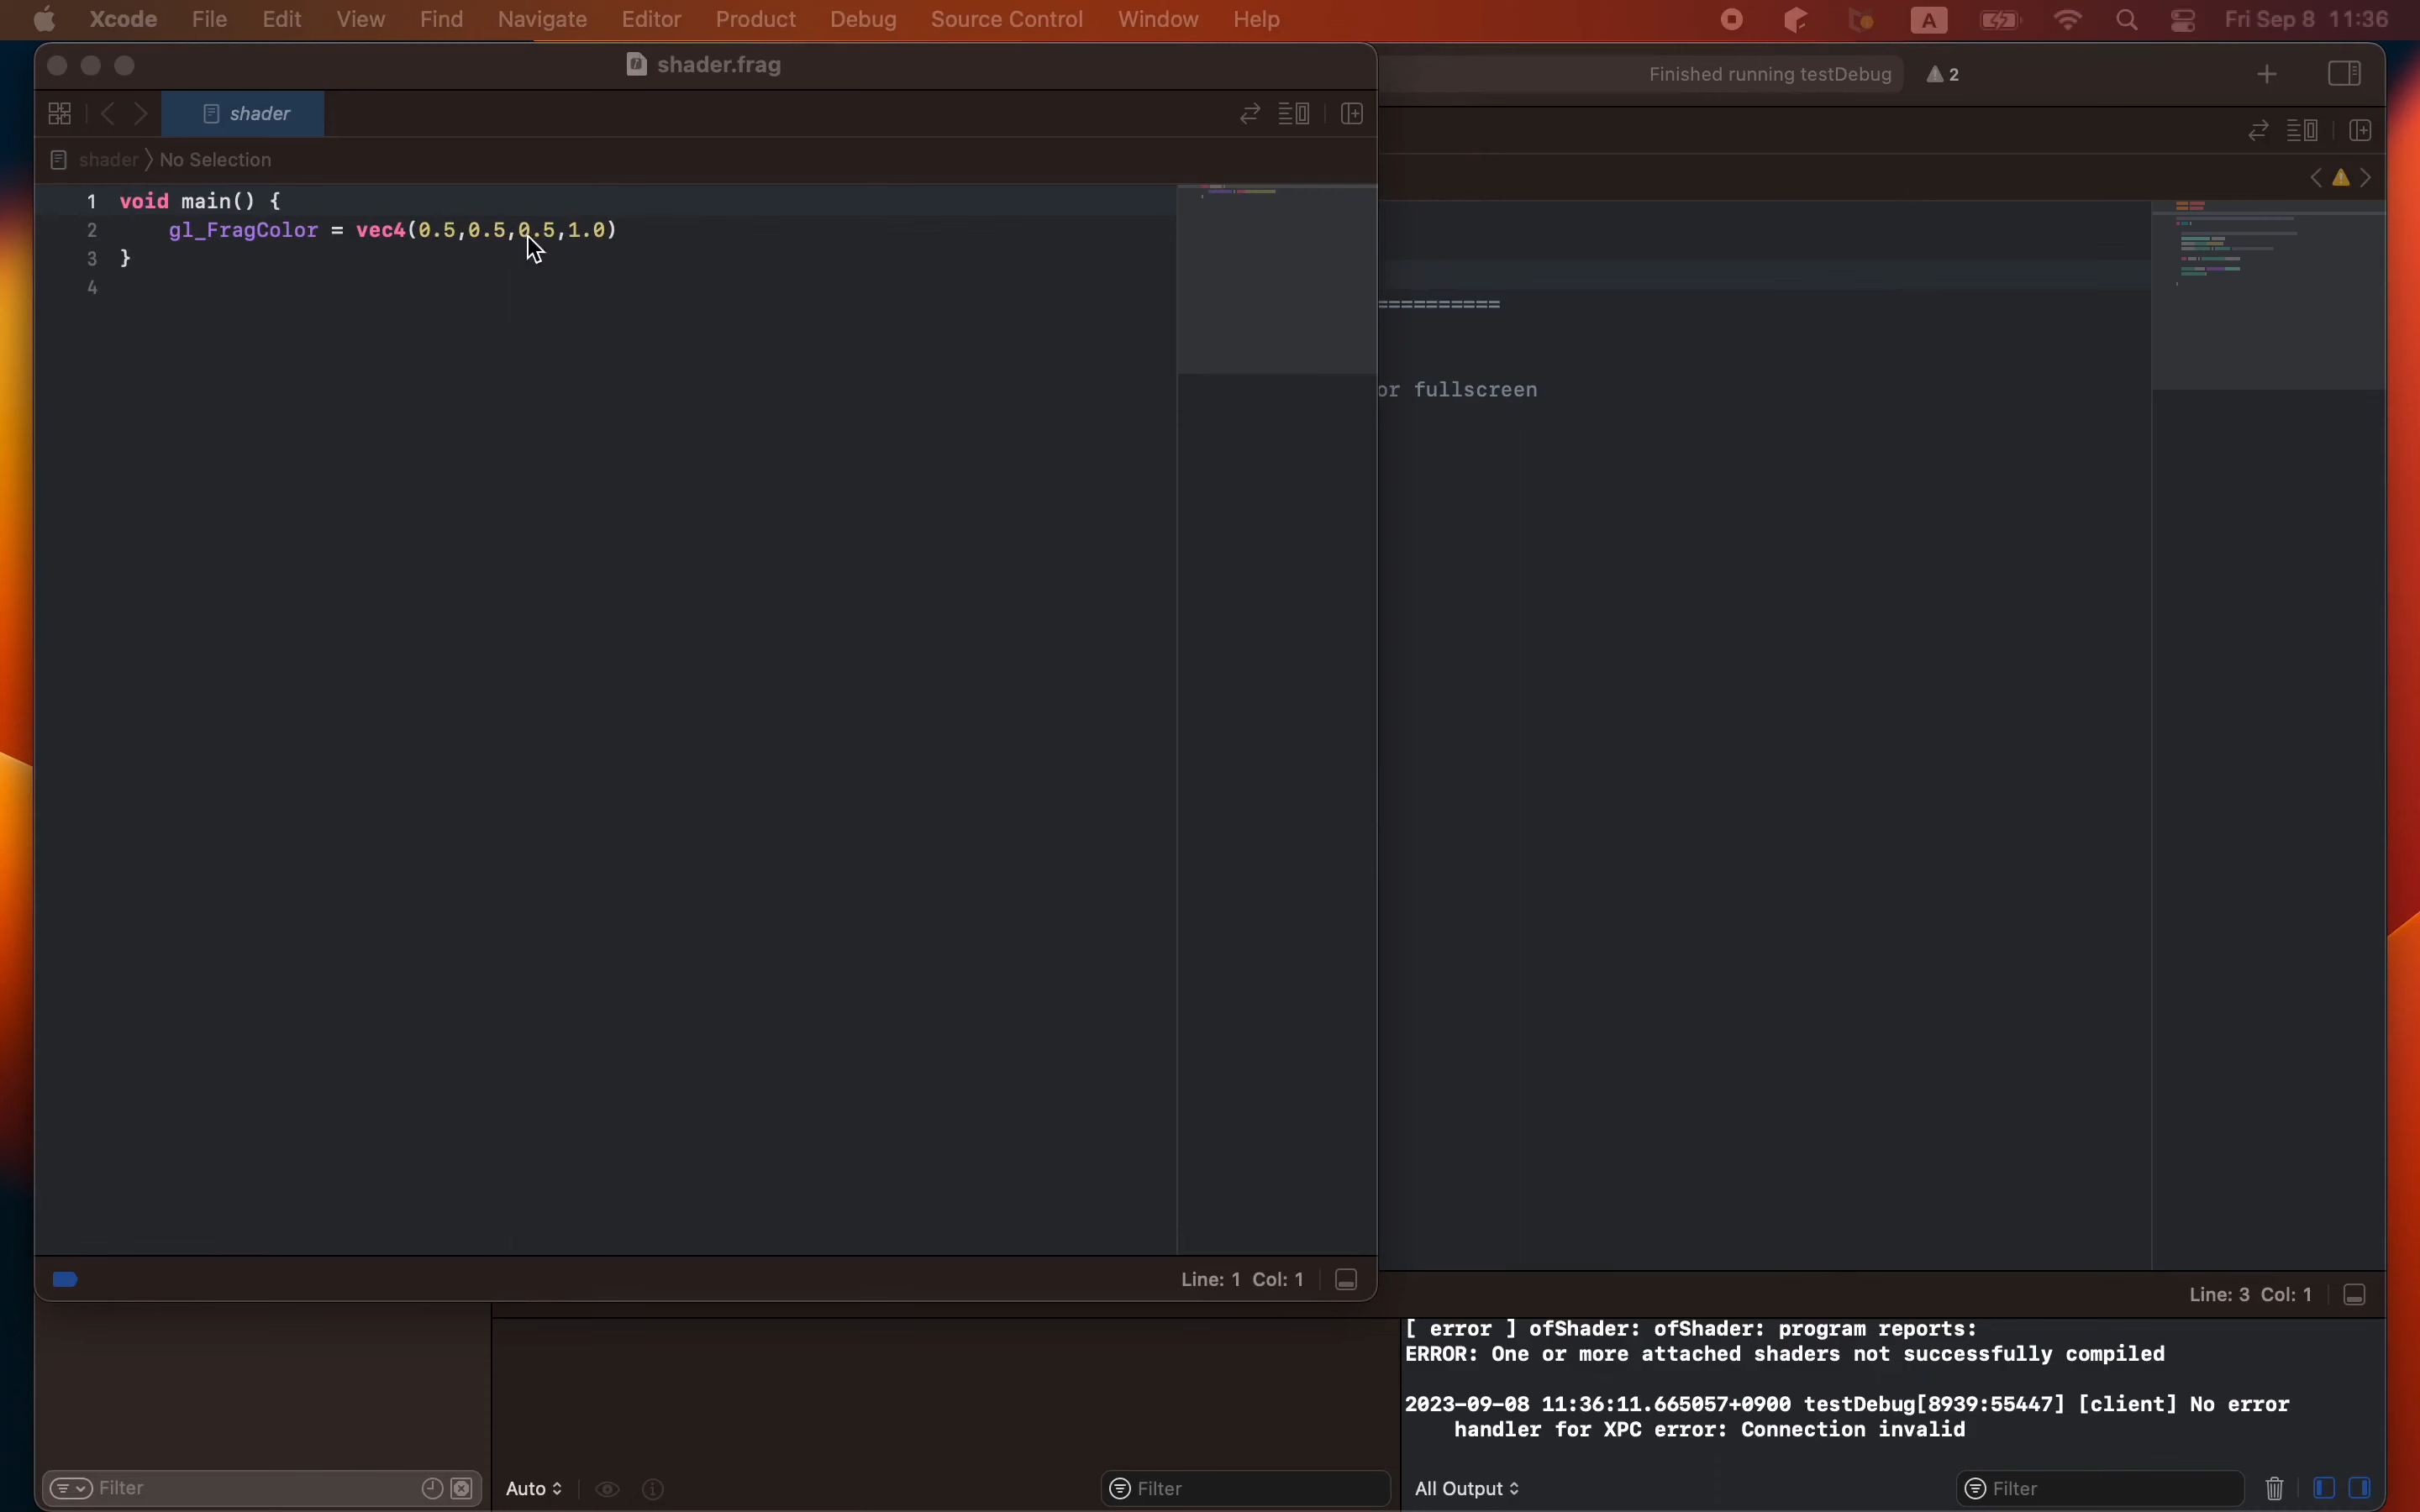 Xcode File Edit View Find Navigate Editor Product Debug Source Control Window Help A Fri Sep 8 11:36
shader.frag
Finished running testDebug 2
shader
shader No Selection
1 void main() {
2 gl_FragColor = vec4(0.5,0.5,0.5,1.0)
3 }
4
==========
or fullscreen
Line: 1 Col: 1
Line: 3 Col: 1
[ error ] ofShader: ofShader: program reports:
ERROR: One or more attached shaders not successfully compiled
2023-09-08 11:36:11.665057+0900 testDebug[8939:55447] [client] No error
handler for XPC error: Connection invalid
Filter Auto Filter All Output Filter